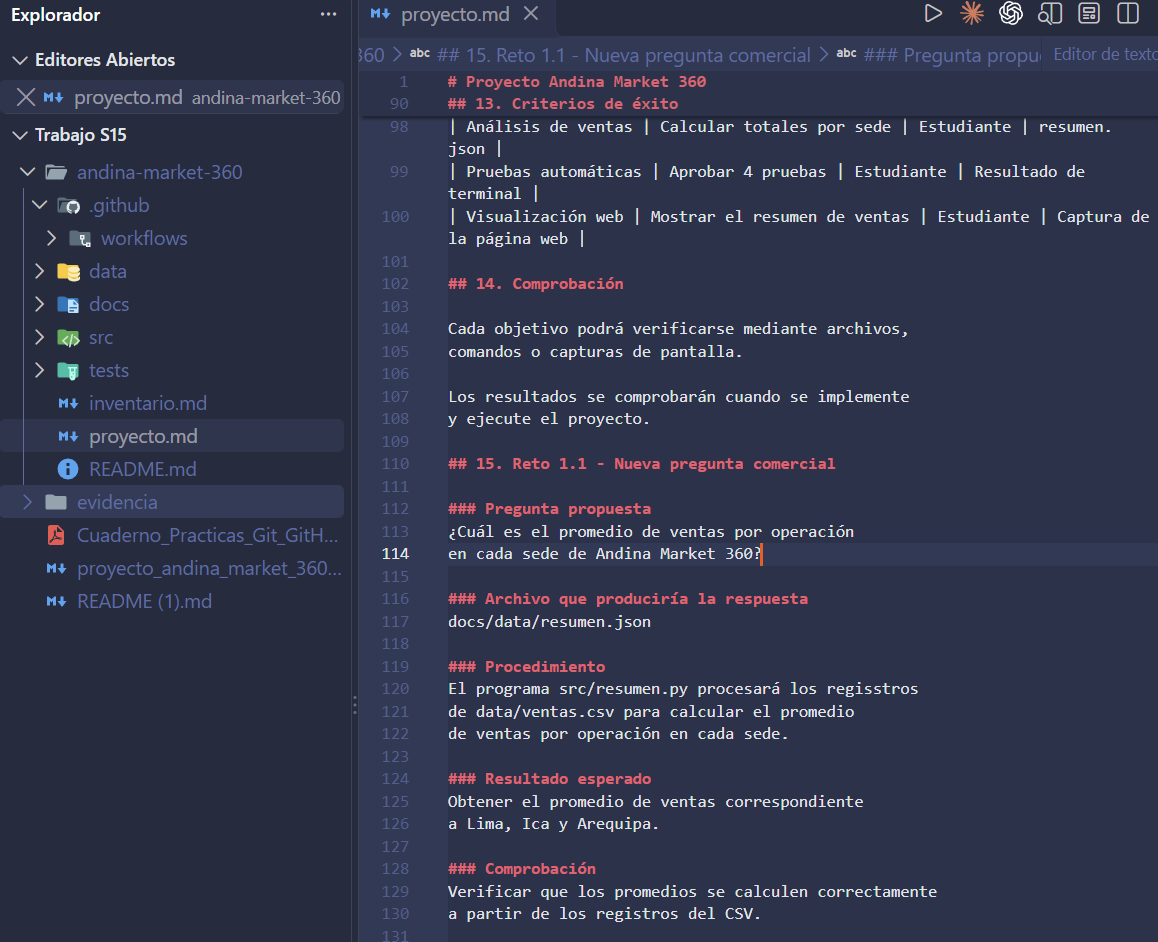 Explorador
Editores Abiertos
proyecto.md andina-market-360
Trabajo S15
andina-market-360
.github
workflows
data
docs
src
tests
inventario.md
proyecto.md
README.md
evidencia
Cuaderno_Practicas_Git_GitH...
proyecto_andina_market_360...
README (1).md
proyecto.md
360 > abc ## 15. Reto 1.1 - Nueva pregunta comercial > abc ### Pregunta propu
Editor de texto
1 # Proyecto Andina Market 360
90 ## 13. Criterios de éxito
98 | Análisis de ventas | Calcular totales por sede | Estudiante | resumen.
json |
99 | Pruebas automáticas | Aprobar 4 pruebas | Estudiante | Resultado de
terminal |
100 | Visualización web | Mostrar el resumen de ventas | Estudiante | Captura de
la página web |
101
102 ## 14. Comprobación
103
104 Cada objetivo podrá verificarse mediante archivos,
105 comandos o capturas de pantalla.
106
107 Los resultados se comprobarán cuando se implemente
108 y ejecute el proyecto.
109
110 ## 15. Reto 1.1 - Nueva pregunta comercial
111
112 ### Pregunta propuesta
113 ¿Cuál es el promedio de ventas por operación
114 en cada sede de Andina Market 360?
115
116 ### Archivo que produciría la respuesta
117 docs/data/resumen.json
118
119 ### Procedimiento
120 El programa src/resumen.py procesará los regisstros
121 de data/ventas.csv para calcular el promedio
122 de ventas por operación en cada sede.
123
124 ### Resultado esperado
125 Obtener el promedio de ventas correspondiente
126 a Lima, Ica y Arequipa.
127
128 ### Comprobación
129 Verificar que los promedios se calculen correctamente
130 a partir de los registros del CSV.
131